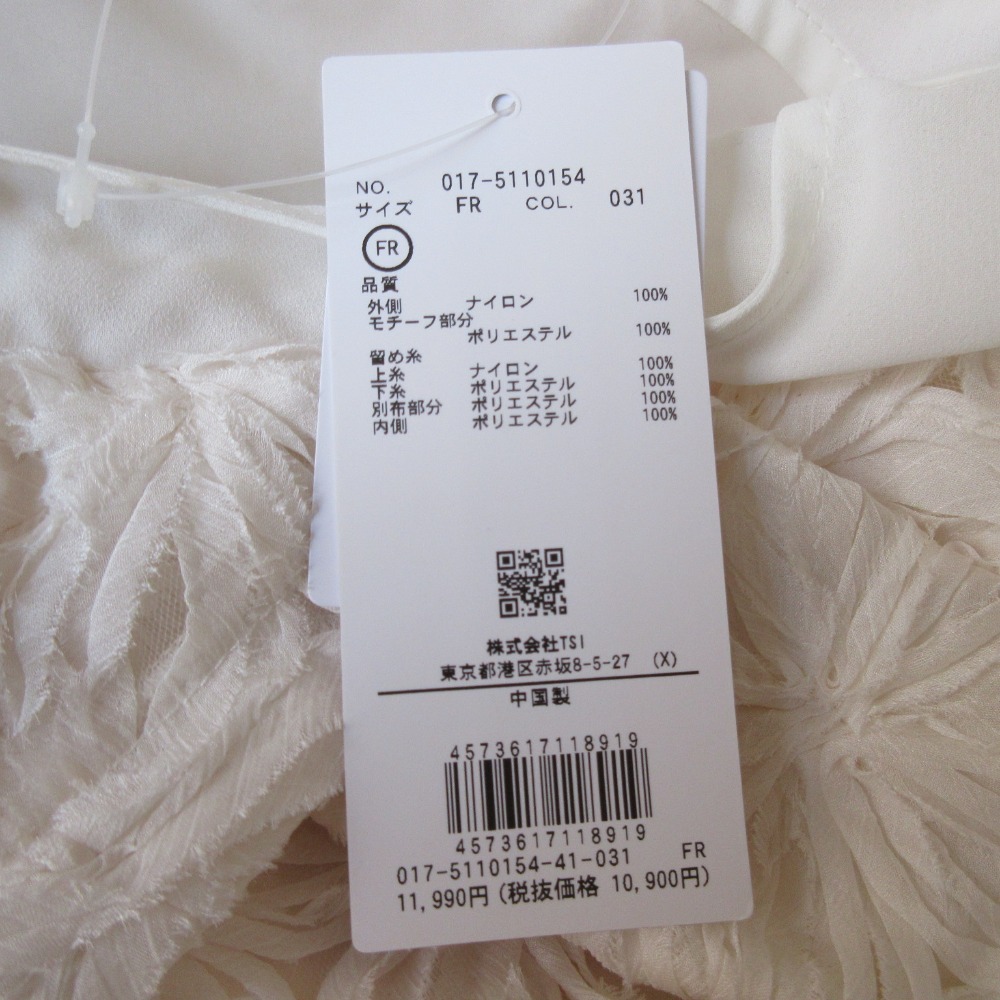 NO. 017-5110154
サイズ FR COL. 031
FR
品質
外側 ナイロン 100%
モチーフ部分
ポリエステル 100%
留め糸
上糸 ナイロン 100%
下糸 ポリエステル 100%
別布部分 ポリエステル 100%
内側 ポリエステル 100%
株式会社TSI
東京都港区赤坂8-5-27 (X)
中国製
4573617118919
4573617118919
017-5110154-41-031 FR
11,990円 (税抜価格 10,900円)